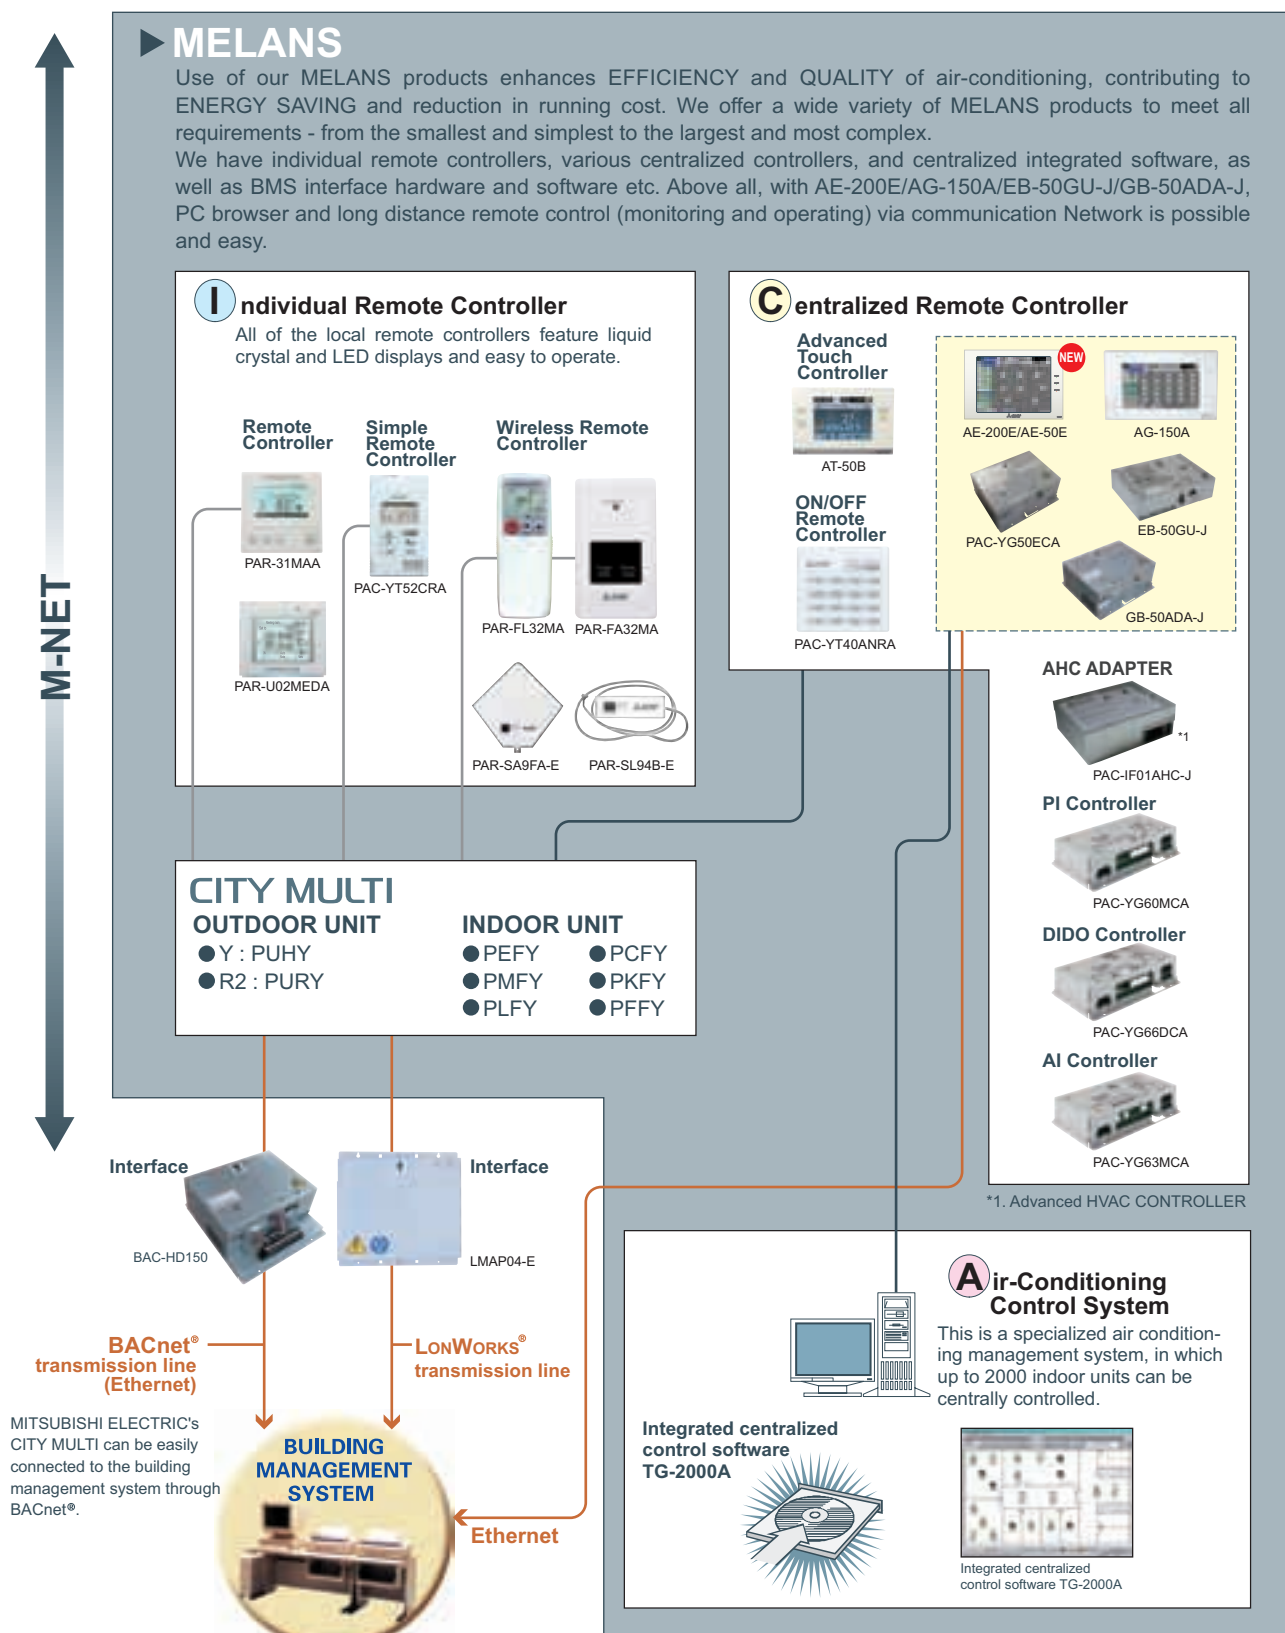 M-NET
MELANS
Use of our MELANS products enhances EFFICIENCY and QUALITY of air-conditioning, contributing to
ENERGY SAVING and reduction in running cost. We offer a wide variety of MELANS products to meet all
requirements - from the smallest and simplest to the largest and most complex.
We have individual remote controllers, various centralized controllers, and centralized integrated software, as
well as BMS interface hardware and software etc. Above all, with AE-200E/AG-150A/EB-50GU-J/GB-50ADA-J,
PC browser and long distance remote control (monitoring and operating) via communication Network is possible
and easy.
Individual Remote Controller
All of the local remote controllers feature liquid
crystal and LED displays and easy to operate.
Remote
Controller
PAR-31MAA
PAR-U02MEDA
Simple
Remote
Controller
PAC-YT52CRA
Wireless Remote
Controller
PAR-FL32MA
PAR-FA32MA
PAR-SA9FA-E
PAR-SL94B-E
Centralized Remote Controller
Advanced
Touch
Controller
AT-50B
ON/OFF
Remote
Controller
PAC-YT40ANRA
NEW
AE-200E/AE-50E
AG-150A
PAC-YG50ECA
EB-50GU-J
GB-50ADA-J
AHC ADAPTER
*1
PAC-IF01AHC-J
PI Controller
PAC-YG60MCA
DIDO Controller
PAC-YG66DCA
AI Controller
PAC-YG63MCA
*1. Advanced HVAC CONTROLLER
CITY MULTI
OUTDOOR UNIT
●Y : PUHY
●R2 : PURY
INDOOR UNIT
●PEFY
●PCFY
●PMFY
●PKFY
●PLFY
●PFFY
Interface
BAC-HD150
Interface
LMAP04-E
BACnet®
transmission line
(Ethernet)
LONWORKS®
transmission line
MITSUBISHI ELECTRIC's
CITY MULTI can be easily
connected to the building
management system through
BACnet®.
BUILDING
MANAGEMENT
SYSTEM
Ethernet
Air-Conditioning
Control System
This is a specialized air condition-
ing management system, in which
up to 2000 indoor units can be
centrally controlled.
Integrated centralized
control software
TG-2000A
Integrated centralized
control software TG-2000A